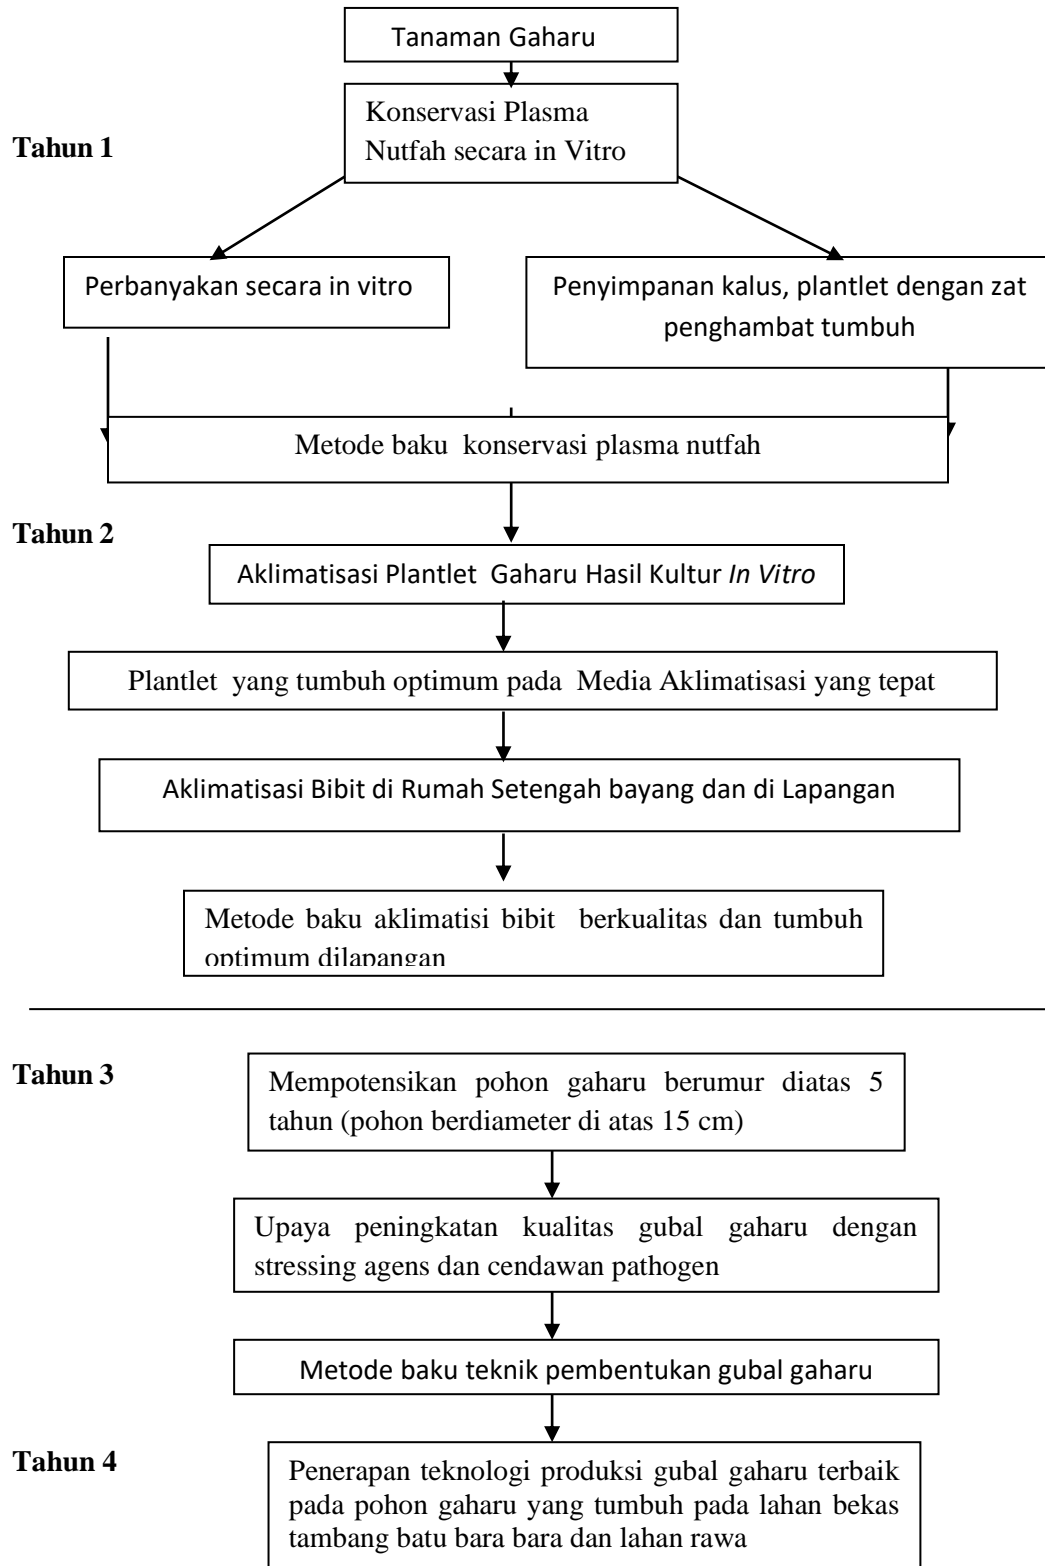 Tanaman Gaharu
Tahun 1
Konservasi Plasma
Nutfah secara in Vitro
Perbanyakan secara in vitro
Penyimpanan kalus, plantlet dengan zat
penghambat tumbuh
Metode baku konservasi plasma nutfah
Tahun 2
Aklimatisasi Plantlet Gaharu Hasil Kultur In Vitro
Plantlet yang tumbuh optimum pada Media Aklimatisasi yang tepat
Aklimatisasi Bibit di Rumah Setengah bayang dan di Lapangan
Metode baku aklimatisi bibit berkualitas dan tumbuh
optimum dilapangan
Tahun 3
Mempotensikan pohon gaharu berumur diatas 5
tahun (pohon berdiameter di atas 15 cm)
Upaya peningkatan kualitas gubal gaharu dengan
stressing agens dan cendawan pathogen
Metode baku teknik pembentukan gubal gaharu
Tahun 4
Penerapan teknologi produksi gubal gaharu terbaik
pada pohon gaharu yang tumbuh pada lahan bekas
tambang batu bara bara dan lahan rawa